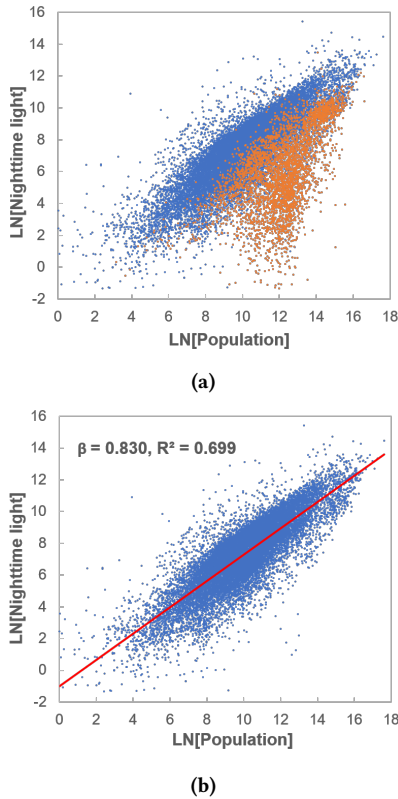 16
14
12
10
8
6
4
2
0
-2
LN[Nighttime light]
0 2 4 6 8 10 12 14 16 18
LN[Population]
(a)
β = 0.830, R² = 0.699
16
14
12
10
8
6
4
2
0
-2
LN[Nighttime light]
0 2 4 6 8 10 12 14 16 18
LN[Population]
(b)